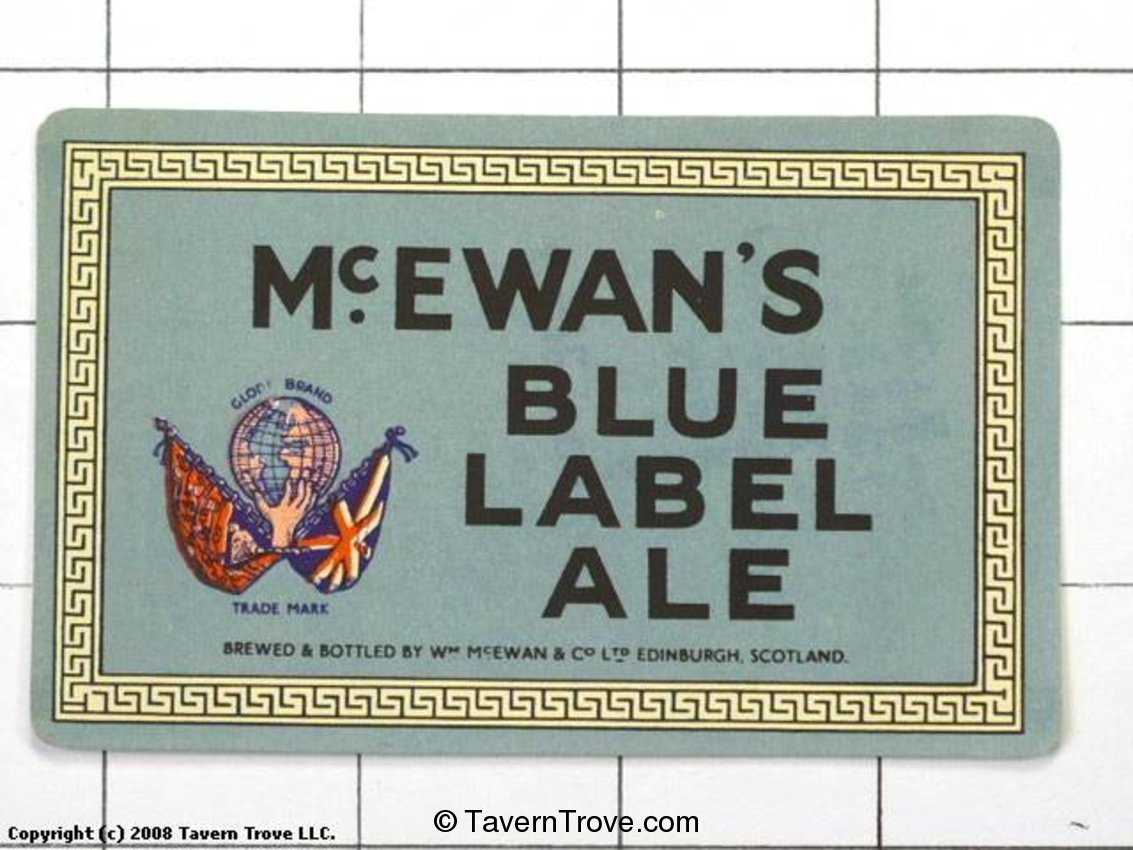 McEWAN'S
BLUE
LABEL
ALE
GLOBE BRAND
TRADE MARK
BREWED & BOTTLED BY WM McEWAN & CO LTD EDINBURGH, SCOTLAND.
© TavernTrove.com
Copyright (c) 2008 Tavern Trove LLC.